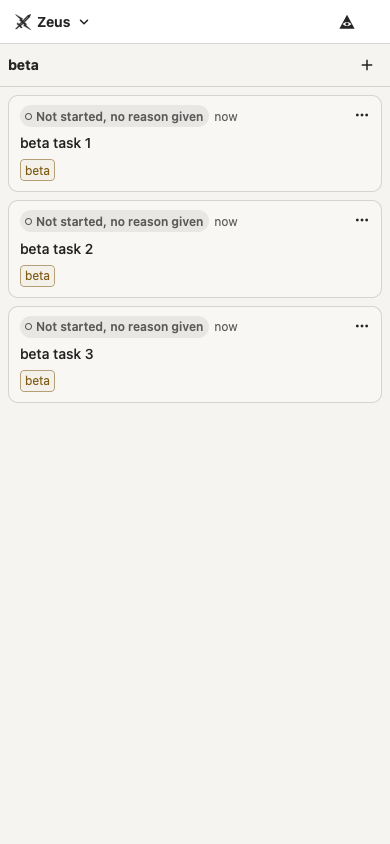 Zeus
beta
Not started, no reason given now
beta task 1
beta
Not started, no reason given now
beta task 2
beta
Not started, no reason given now
beta task 3
beta